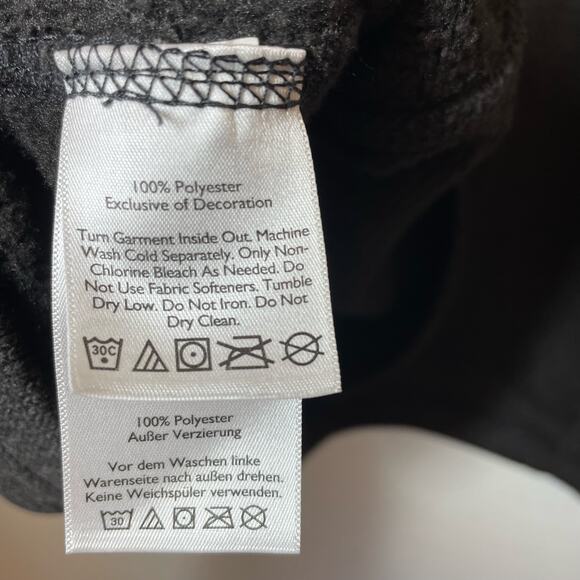 100% Polyester
Exclusive of Decoration
Turn Garment Inside Out. Machine
Wash Cold Separately. Only Non-
Chlorine Bleach As Needed. Do
Not Use Fabric Softeners. Tumble
Dry Low. Do Not Iron. Do Not
Dry Clean.
30C
100% Polyester
Außer Verzierung
Vor dem Waschen linke
Warenseite nach außen drehen.
Keine Weichspüler verwenden.
30